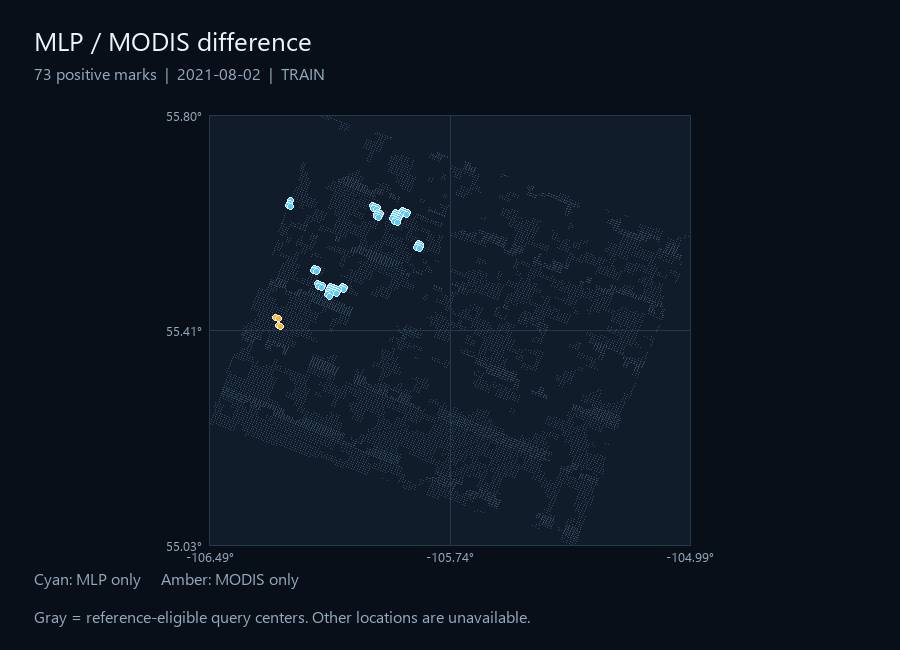 MLP / MODIS difference
73 positive marks | 2021-08-02 | TRAIN
55.80°
55.41°
55.03°
-106.49° -105.74° -104.99°
Cyan: MLP only Amber: MODIS only
Gray = reference-eligible query centers. Other locations are unavailable.